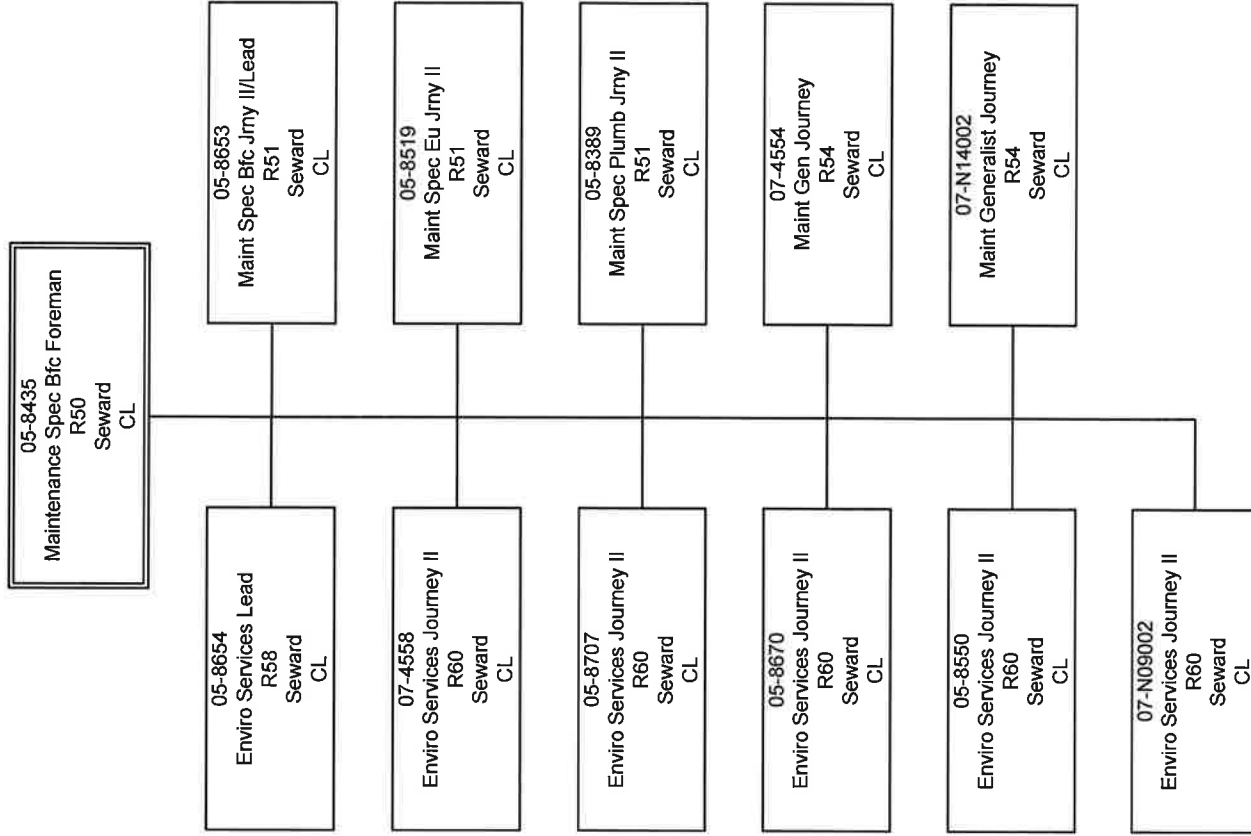 05-8435
Maintenance Spec Bfc Foreman
R50
Seward
CL
05-8654
Enviro Services Lead
R58
Seward
CL
05-8653
Maint Spec Bfc Jrny II/Lead
R51
Seward
CL
07-4558
Enviro Services Journey II
R60
Seward
CL
05-8519
Maint Spec Eu Jrny II
R51
Seward
CL
05-8707
Enviro Services Journey II
R60
Seward
CL
05-8389
Maint Spec Plumb Jrny II
R51
Seward
CL
05-8670
Enviro Services Journey II
R60
Seward
CL
07-4554
Maint Gen Journey
R54
Seward
CL
05-8550
Enviro Services Journey II
R60
Seward
CL
07-N14002
Maint Generalist Journey
R54
Seward
CL
07-N09002
Enviro Services Journey II
R60
Seward
CL